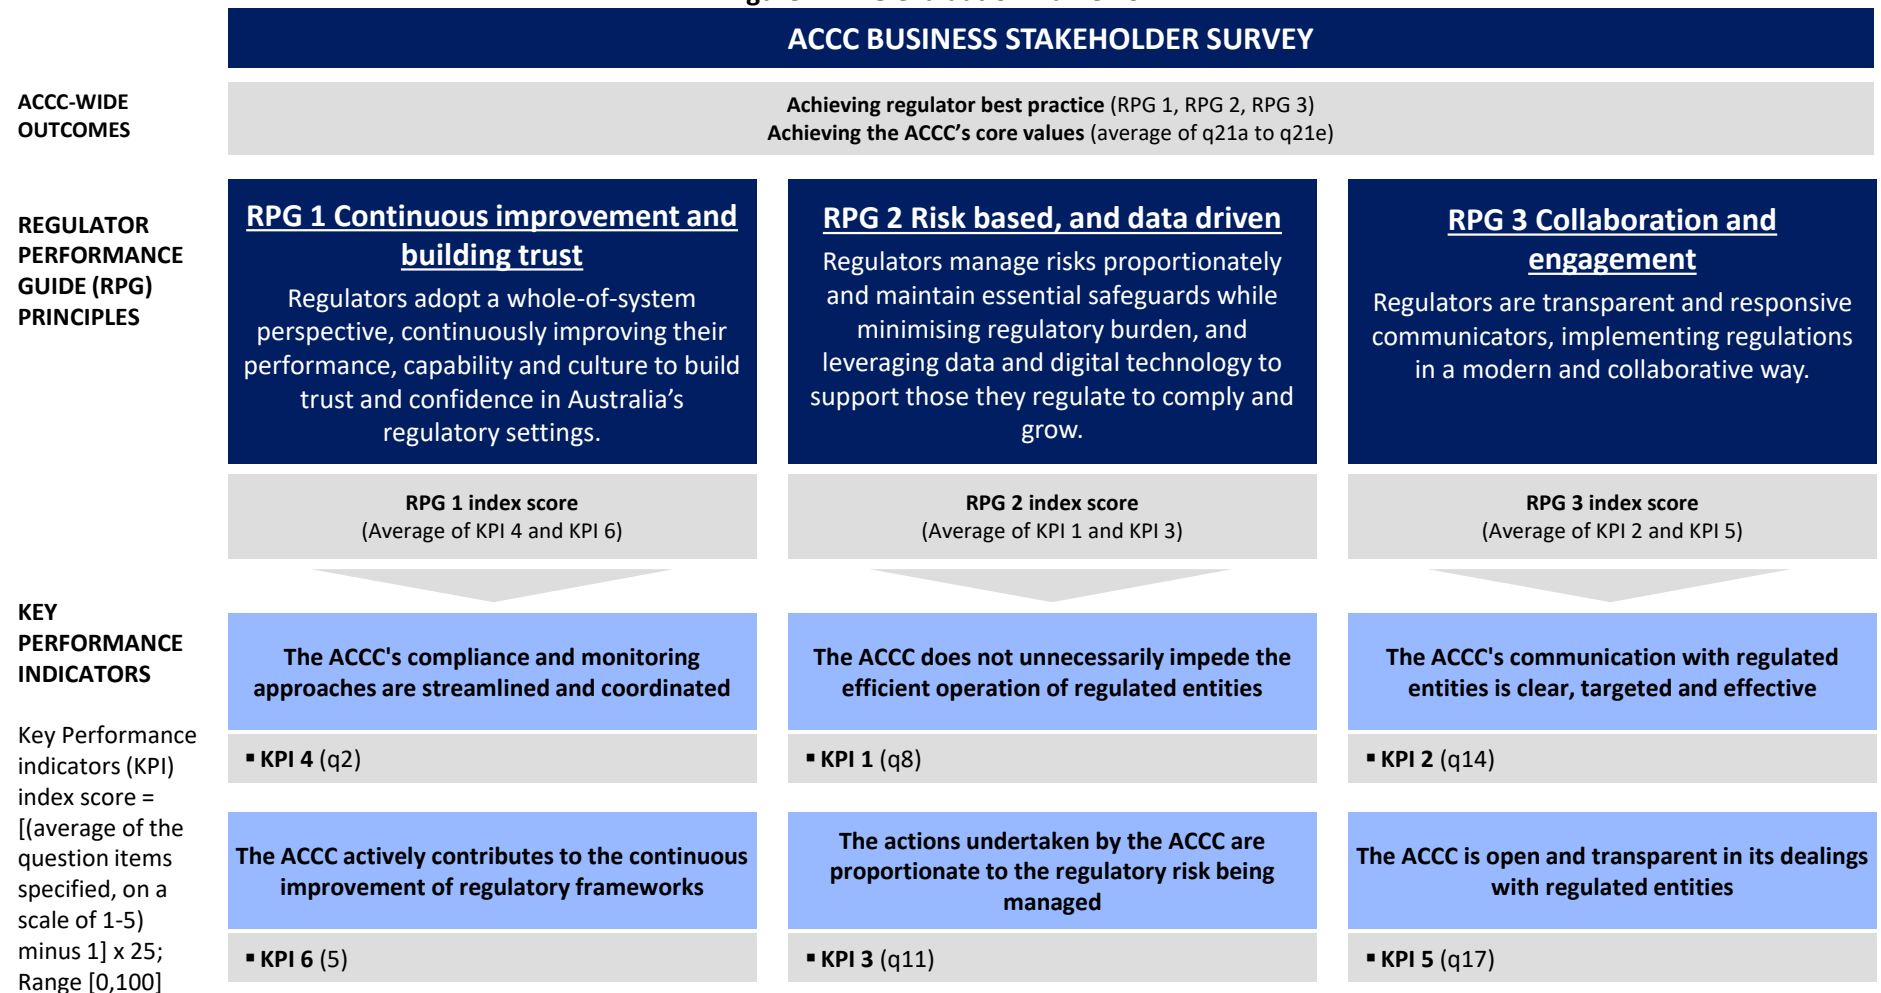 ACCC BUSINESS STAKEHOLDER SURVEY
ACCC-WIDE
OUTCOMES
Achieving regulator best practice (RPG 1, RPG 2, RPG 3)
Achieving the ACCC's core values (average of q21a to q21e)
REGULATOR
PERFORMANCE
GUIDE (RPG)
PRINCIPLES
RPG 1 Continuous improvement and
building trust
Regulators adopt a whole-of-system
perspective, continuously improving their
performance, capability and culture to build
trust and confidence in Australia's
regulatory settings.
RPG 2 Risk based, and data driven
Regulators manage risks proportionately
and maintain essential safeguards while
minimising regulatory burden, and
leveraging data and digital technology to
support those they regulate to comply and
grow.
RPG 3 Collaboration and
engagement
Regulators are transparent and responsive
communicators, implementing regulations
in a modern and collaborative way.
RPG 1 index score
(Average of KPI 4 and KPI 6)
RPG 2 index score
(Average of KPI 1 and KPI 3)
RPG 3 index score
(Average of KPI 2 and KPI 5)
KEY
PERFORMANCE
INDICATORS
Key Performance
indicators (KPI)
index score =
[(average of the
question items
specified, on a
scale of 1-5)
minus 1] x 25;
Range [0,100]
The ACCC's compliance and monitoring
approaches are streamlined and coordinated
▪ KPI 4 (q2)
The ACCC actively contributes to the continuous
improvement of regulatory frameworks
▪ KPI 6 (5)
The ACCC does not unnecessarily impede the
efficient operation of regulated entities
▪ KPI 1 (q8)
The actions undertaken by the ACCC are
proportionate to the regulatory risk being
managed
▪ KPI 3 (q11)
The ACCC's communication with regulated
entities is clear, targeted and effective
▪ KPI 2 (q14)
The ACCC is open and transparent in its dealings
with regulated entities
▪ KPI 5 (q17)